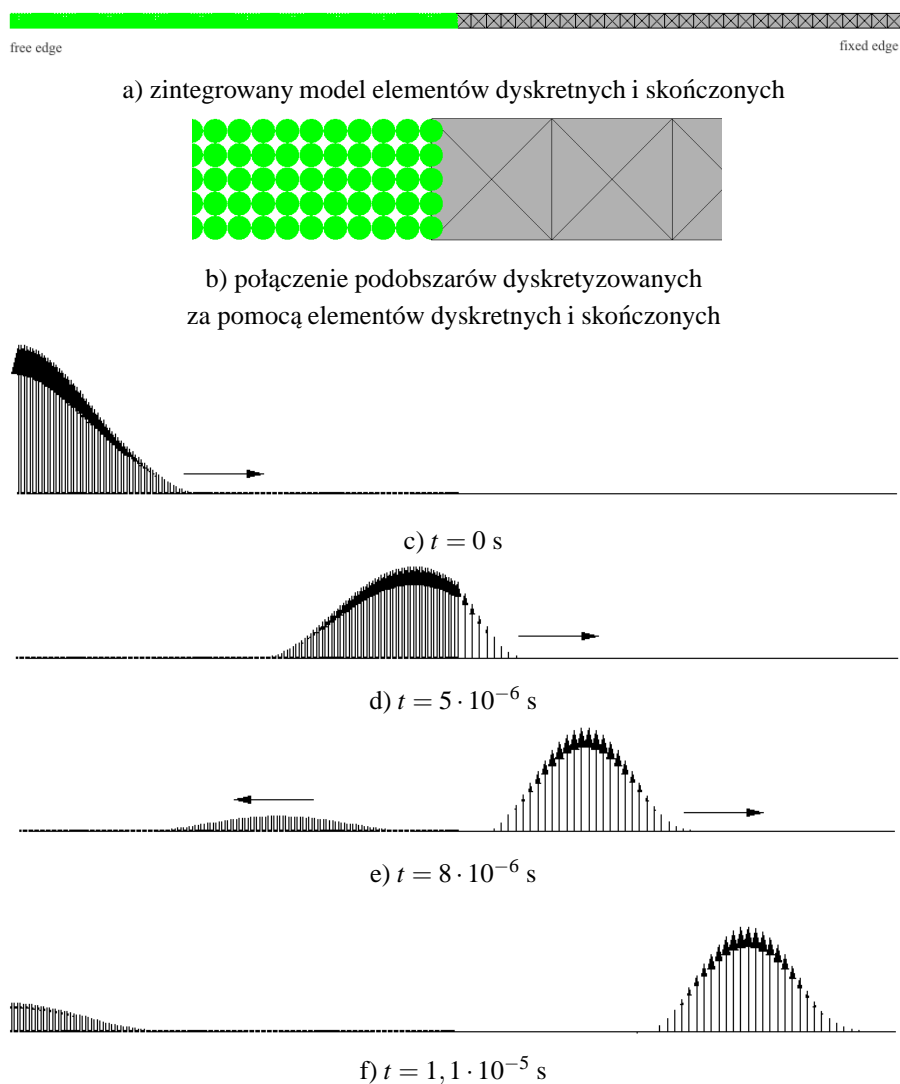 free edge
fixed edge
a) zintegrowany model elementów dyskretnych i skończonych
b) połączenie podobszarów dyskretyzowanych
za pomocą elementów dyskretnych i skończonych
c) t = 0 s
d) t = 5 · 10⁻⁶ s
e) t = 8 · 10⁻⁶ s
f) t = 1, 1 · 10⁻⁵ s